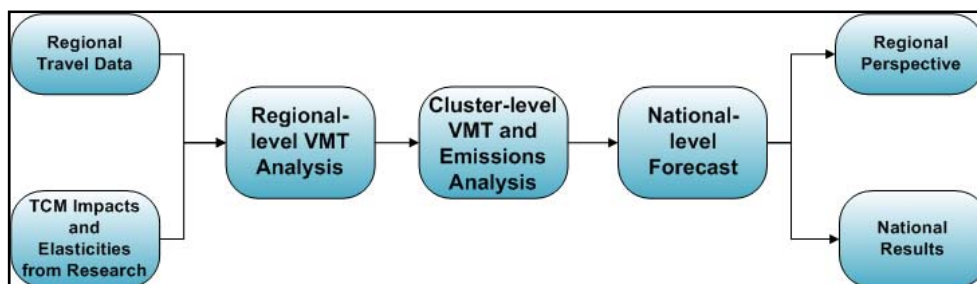 Regional
Travel Data
TCM Impacts
and
Elasticities
from Research
Regional-
level VMT
Analysis
Cluster-level
VMT and
Emissions
Analysis
National-
level
Forecast
Regional
Perspective
National
Results